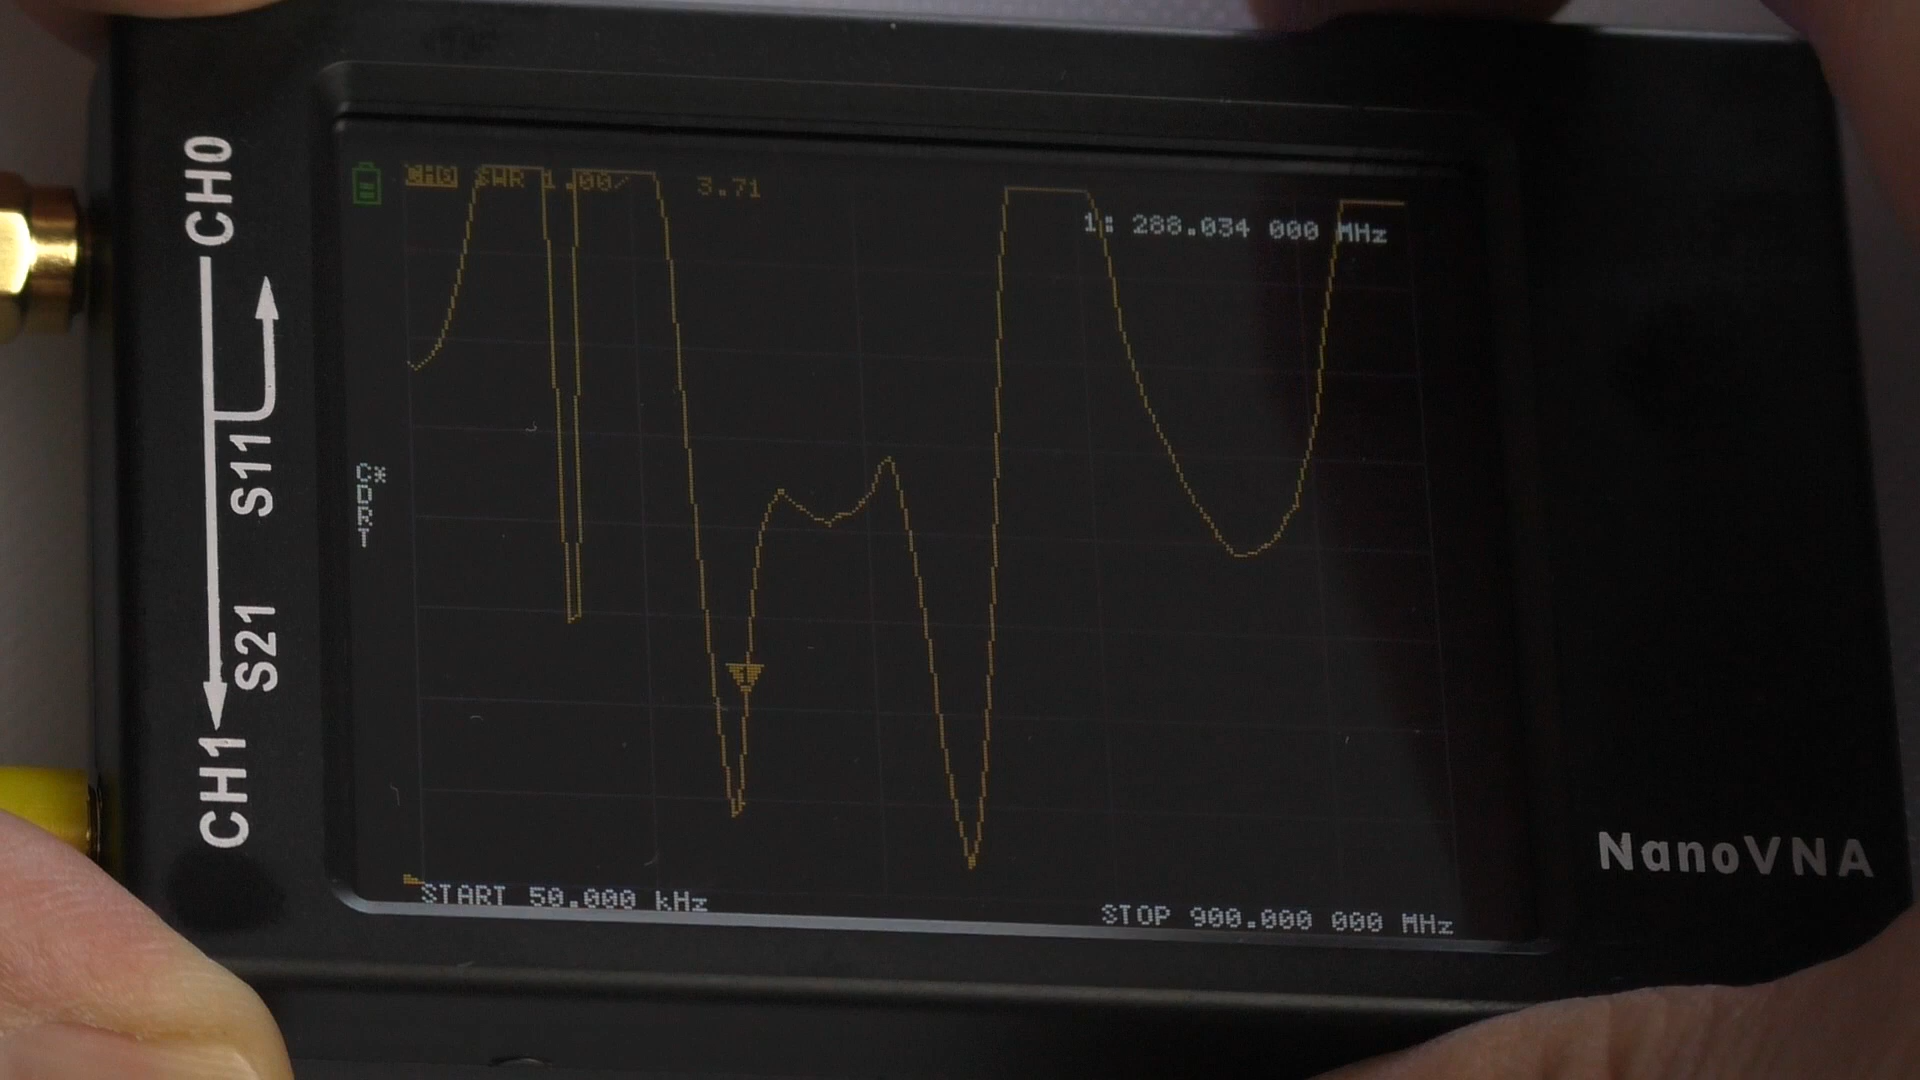 CH0 SWR 1.00/ 3.71
1: 288.034 000 MHz
C*
D
R
T
1
START 50.000 kHz
STOP 900.000 000 MHz
CH0
S11
S21
CH1
NanoVNA